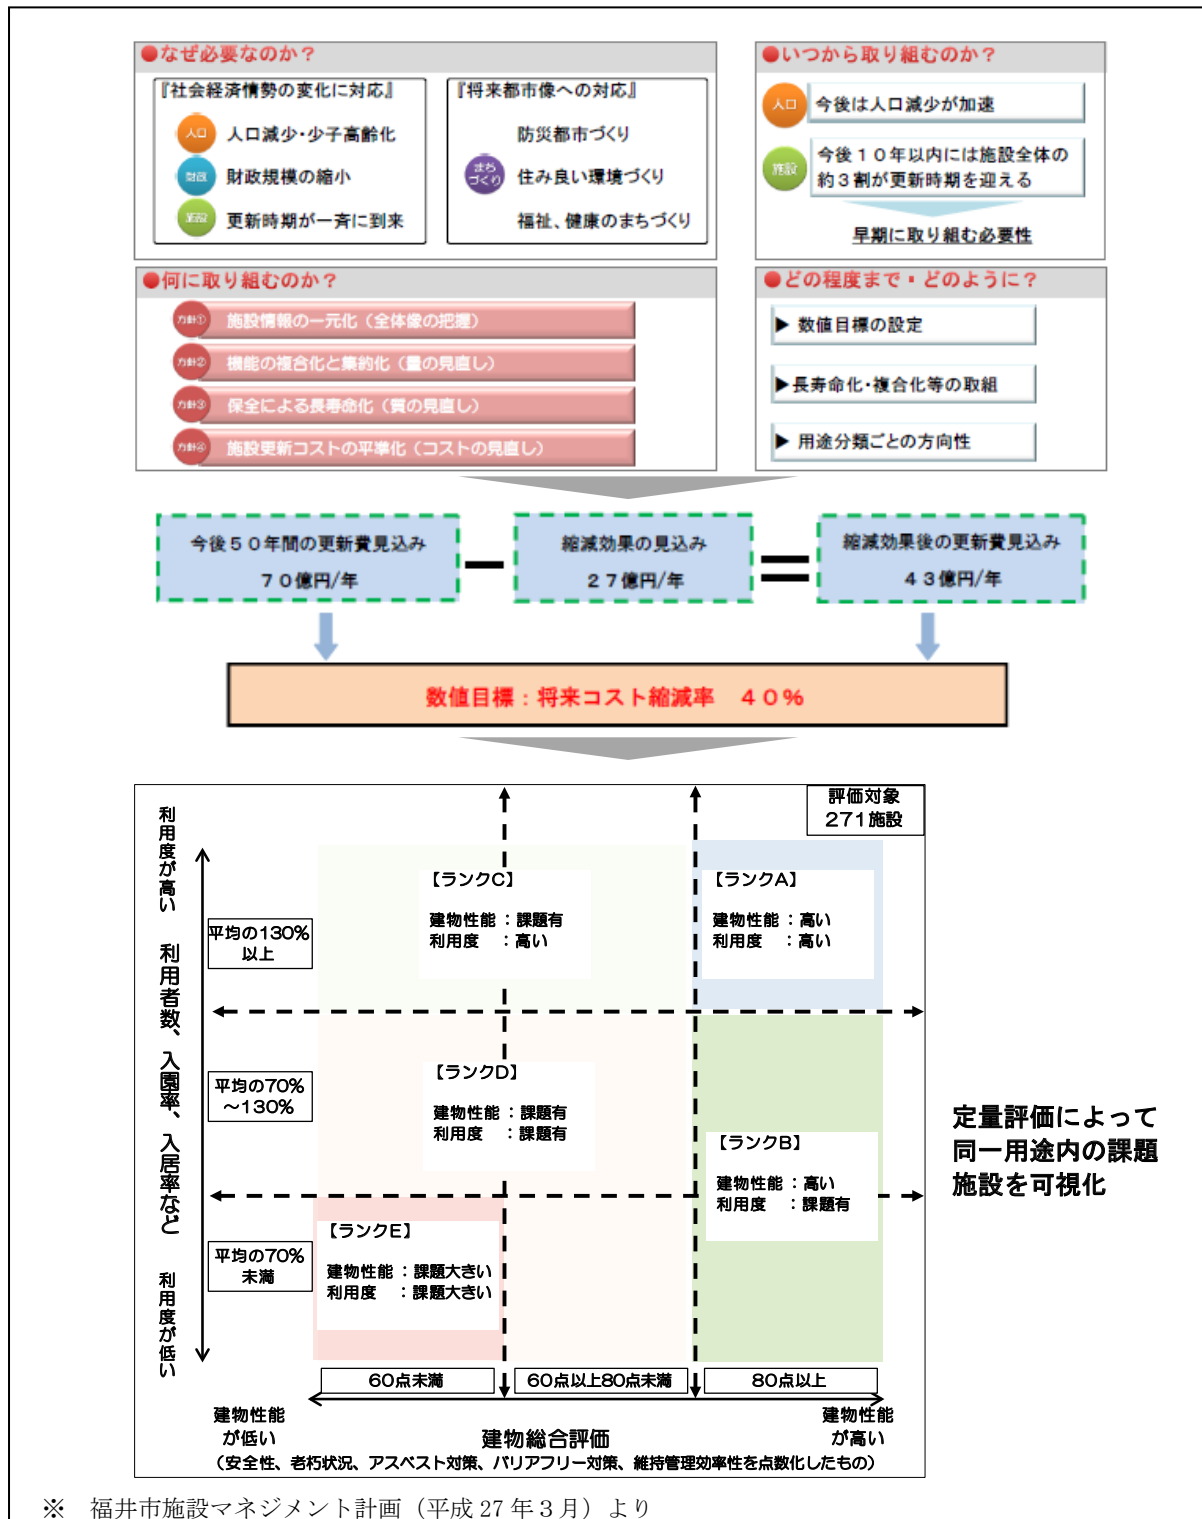 ●なぜ必要なのか？
『社会経済情勢の変化に対応』
人口 人口減少・少子高齢化
財政 財政規模の縮小
施設 更新時期が一斉に到来
『将来都市像への対応』
防災都市づくり
まち
づくり
住み良い環境づくり
福祉、健康のまちづくり
●いつから取り組むのか？
人口 今後は人口減少が加速
施設
今後１０年以内には施設全体の
約３割が更新時期を迎える
早期に取り組む必要性
●何に取り組むのか？
方針① 施設情報の一元化（全体像の把握）
方針② 機能の複合化と集約化（量の見直し）
方針③ 保全による長寿命化（質の見直し）
方針④ 施設更新コストの平準化（コストの見直し）
●どの程度まで・どのように？
▶ 数値目標の設定
▶長寿命化・複合化等の取組
▶ 用途分類ごとの方向性
今後５０年間の更新費見込み
７０億円/年
縮減効果の見込み
２７億円/年
縮減効果後の更新費見込み
４３億円/年
数値目標：将来コスト縮減率　４０％
評価対象
271施設
利用度が高い
利用者数、入園率、入居率など
利用度が低い
平均の130%
以上
平均の70%
～130%
平均の70%
未満
【ランクC】
建物性能：課題有
利用度　：高い
【ランクA】
建物性能：高い
利用度　：高い
【ランクD】
建物性能：課題有
利用度　：課題有
【ランクB】
建物性能：高い
利用度　：課題有
【ランクE】
建物性能：課題大きい
利用度　：課題大きい
60点未満
60点以上80点未満
80点以上
建物性能
が低い
建物総合評価
建物性能
が高い
（安全性、老朽状況、アスベスト対策、バリアフリー対策、維持管理効率性を点数化したもの）
定量評価によって
同一用途内の課題
施設を可視化
※　福井市施設マネジメント計画（平成 27 年３月）より